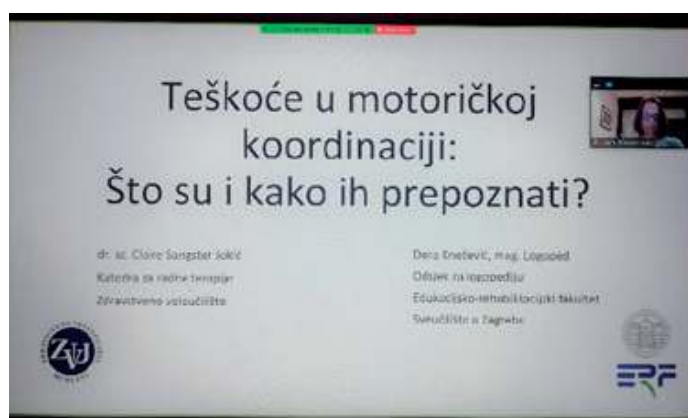 Teškoće u motoričkoj
koordinaciji:
Što su i kako ih prepoznati?
dr. sc. Claire Sangster Jokić
Katedra za radnu terapiju
Zdravstveno veleučilište
mag. Logoped.
Odsjek za logopediju
Edukacijsko-rehabilitacijski fakultet
Sveučilište u Zagrebu
ZVU
ERF